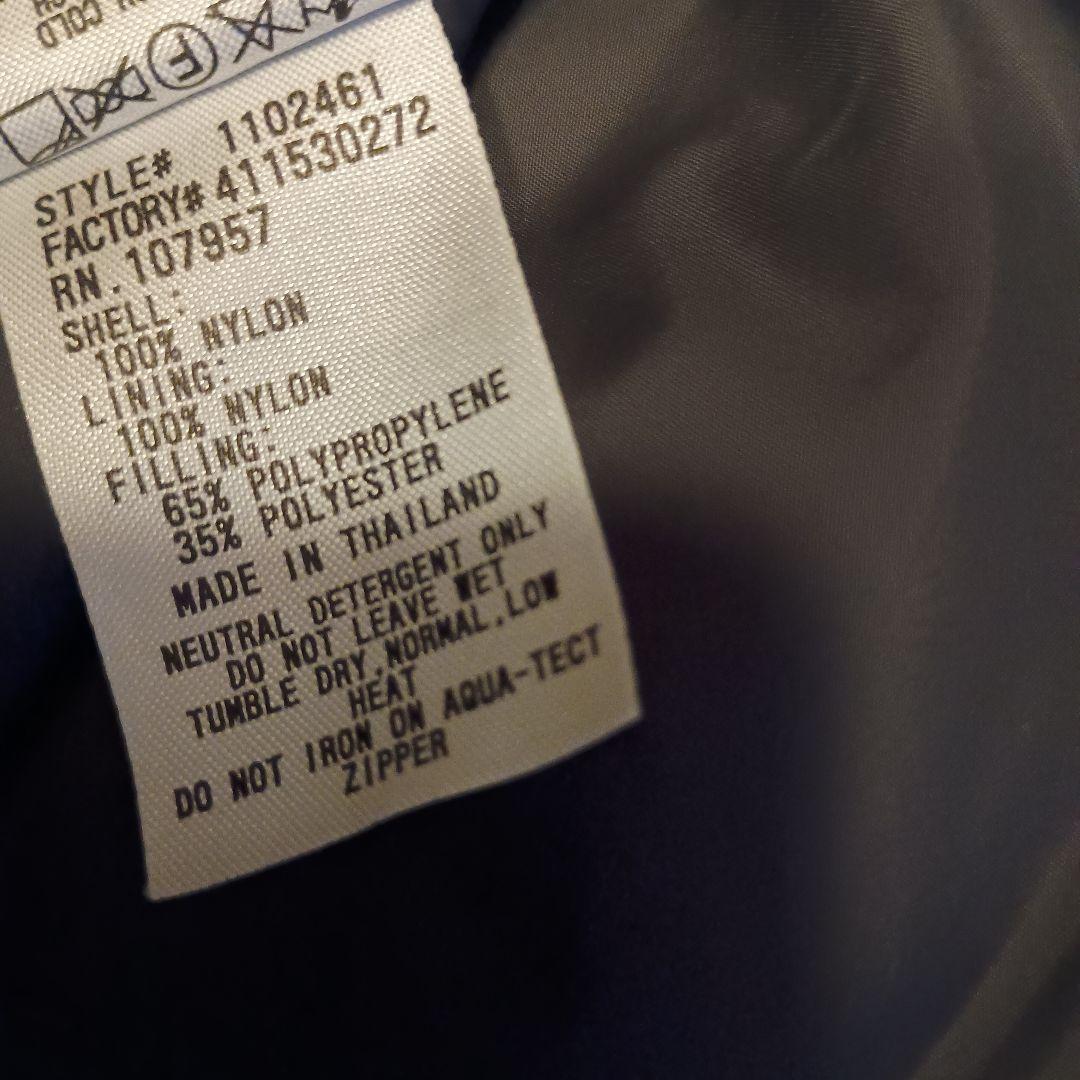 COLD
F
STYLE# 1102461
FACTORY# 411530272
RN.107957
SHELL:
100% NYLON
LINING:
100% NYLON
FILLING:
65% POLYPROPYLENE
35% POLYESTER
MADE IN THAILAND
NEUTRAL DETERGENT ONLY
DO NOT LEAVE WET
TUMBLE DRY,NORMAL,LOW
HEAT
DO NOT IRON ON AQUA-TECT
ZIPPER